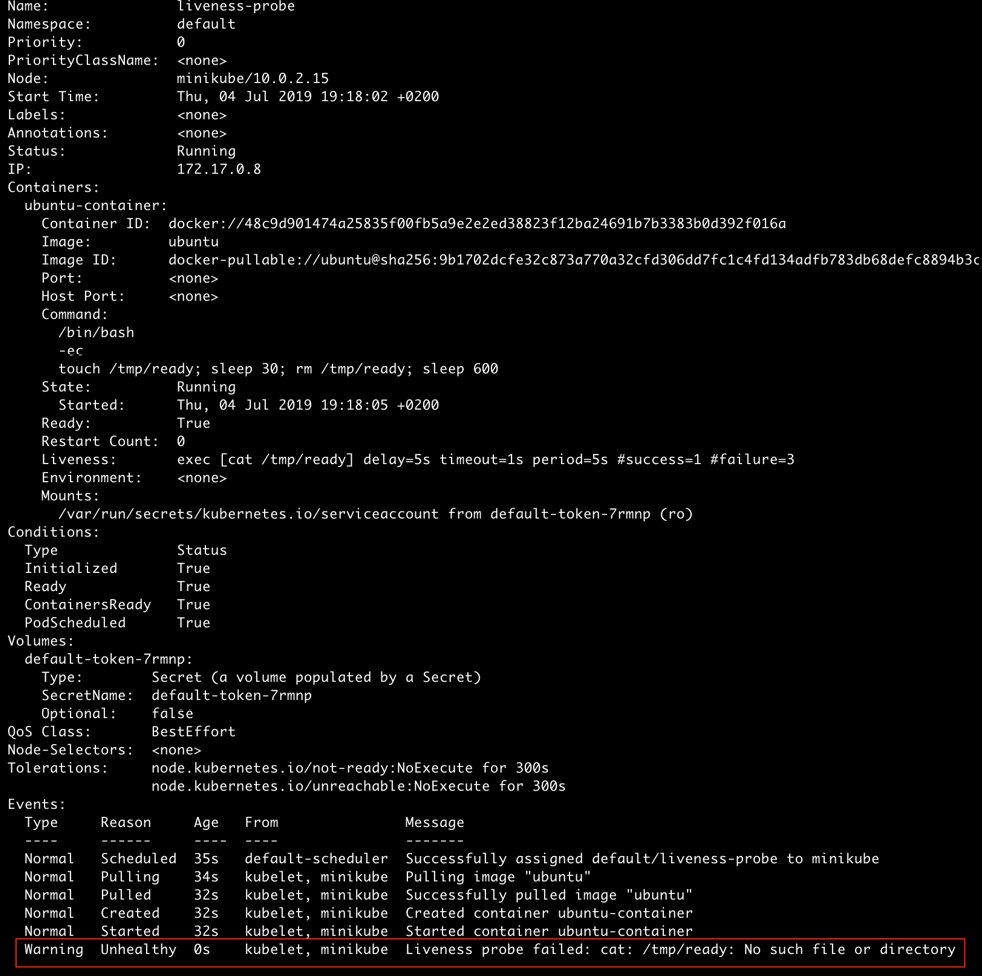 Name: liveness-probe
Namespace: default
Priority: 0
PriorityClassName: <none>
Node: minikube/10.0.2.15
Start Time: Thu, 04 Jul 2019 19:18:02 +0200
Labels: <none>
Annotations: <none>
Status: Running
IP: 172.17.0.8
Containers:
ubuntu-container:
Container ID: docker://48c9d901474a25835f00fb5a9e2e2ed38823f12ba24691b7b3383b0d392f016a
Image: ubuntu
Image ID: docker-pullable://ubuntu@sha256:9b1702dcfe32c873a770a32cfd306dd7fc1c4fd134adfb783db68defc8894b3c
Port: <none>
Host Port: <none>
Command:
/bin/bash
-ec
touch /tmp/ready; sleep 30; rm /tmp/ready; sleep 600
State: Running
Started: Thu, 04 Jul 2019 19:18:05 +0200
Ready: True
Restart Count: 0
Liveness: exec [cat /tmp/ready] delay=5s timeout=1s period=5s #success=1 #failure=3
Environment: <none>
Mounts:
/var/run/secrets/kubernetes.io/serviceaccount from default-token-7rmnp (ro)
Conditions:
Type Status
Initialized True
Ready True
ContainersReady True
PodScheduled True
Volumes:
default-token-7rmnp:
Type: Secret (a volume populated by a Secret)
SecretName: default-token-7rmnp
Optional: false
QoS Class: BestEffort
Node-Selectors: <none>
Tolerations: node.kubernetes.io/not-ready:NoExecute for 300s
node.kubernetes.io/unreachable:NoExecute for 300s
Events:
Type Reason Age From Message
---- ------ ---- ---- -------
Normal Scheduled 35s default-scheduler Successfully assigned default/liveness-probe to minikube
Normal Pulling 34s kubelet, minikube Pulling image "ubuntu"
Normal Pulled 32s kubelet, minikube Successfully pulled image "ubuntu"
Normal Created 32s kubelet, minikube Created container ubuntu-container
Normal Started 32s kubelet, minikube Started container ubuntu-container
Warning Unhealthy 0s kubelet, minikube Liveness probe failed: cat: /tmp/ready: No such file or directory